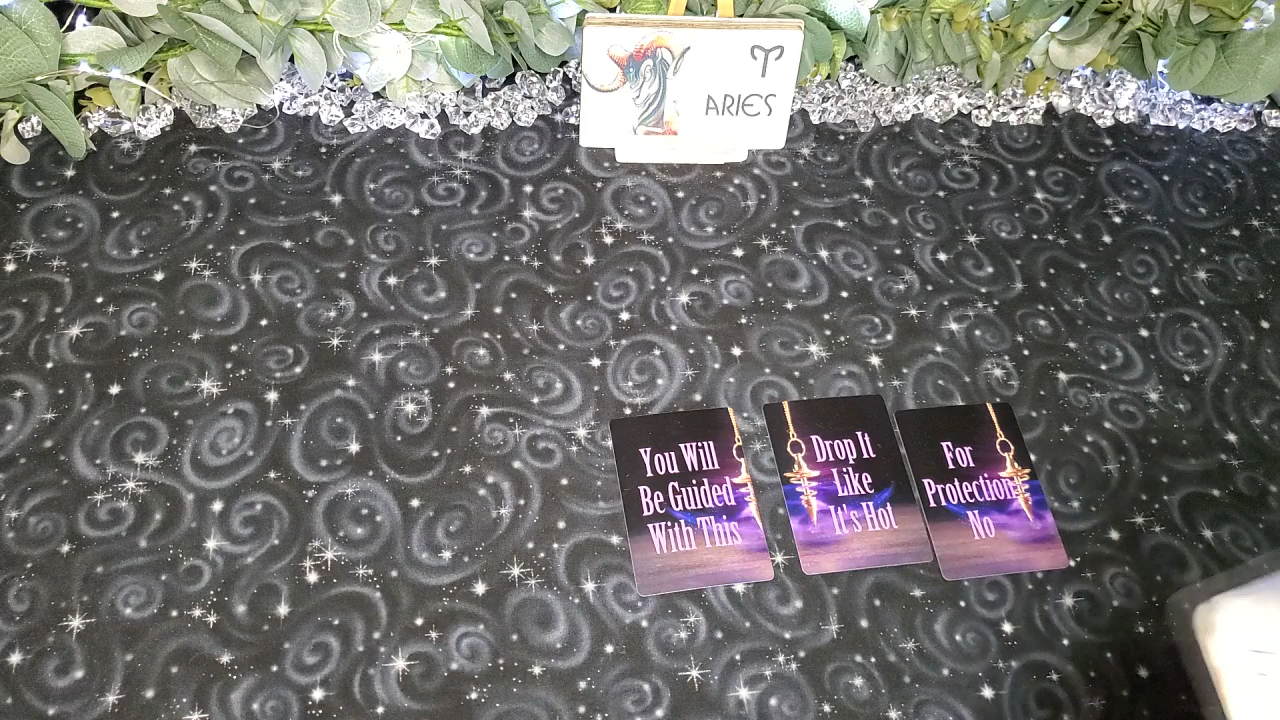 ARIES
You Will
Be Guided
With This
Drop It
Like
It's Hot
For
Protection
No